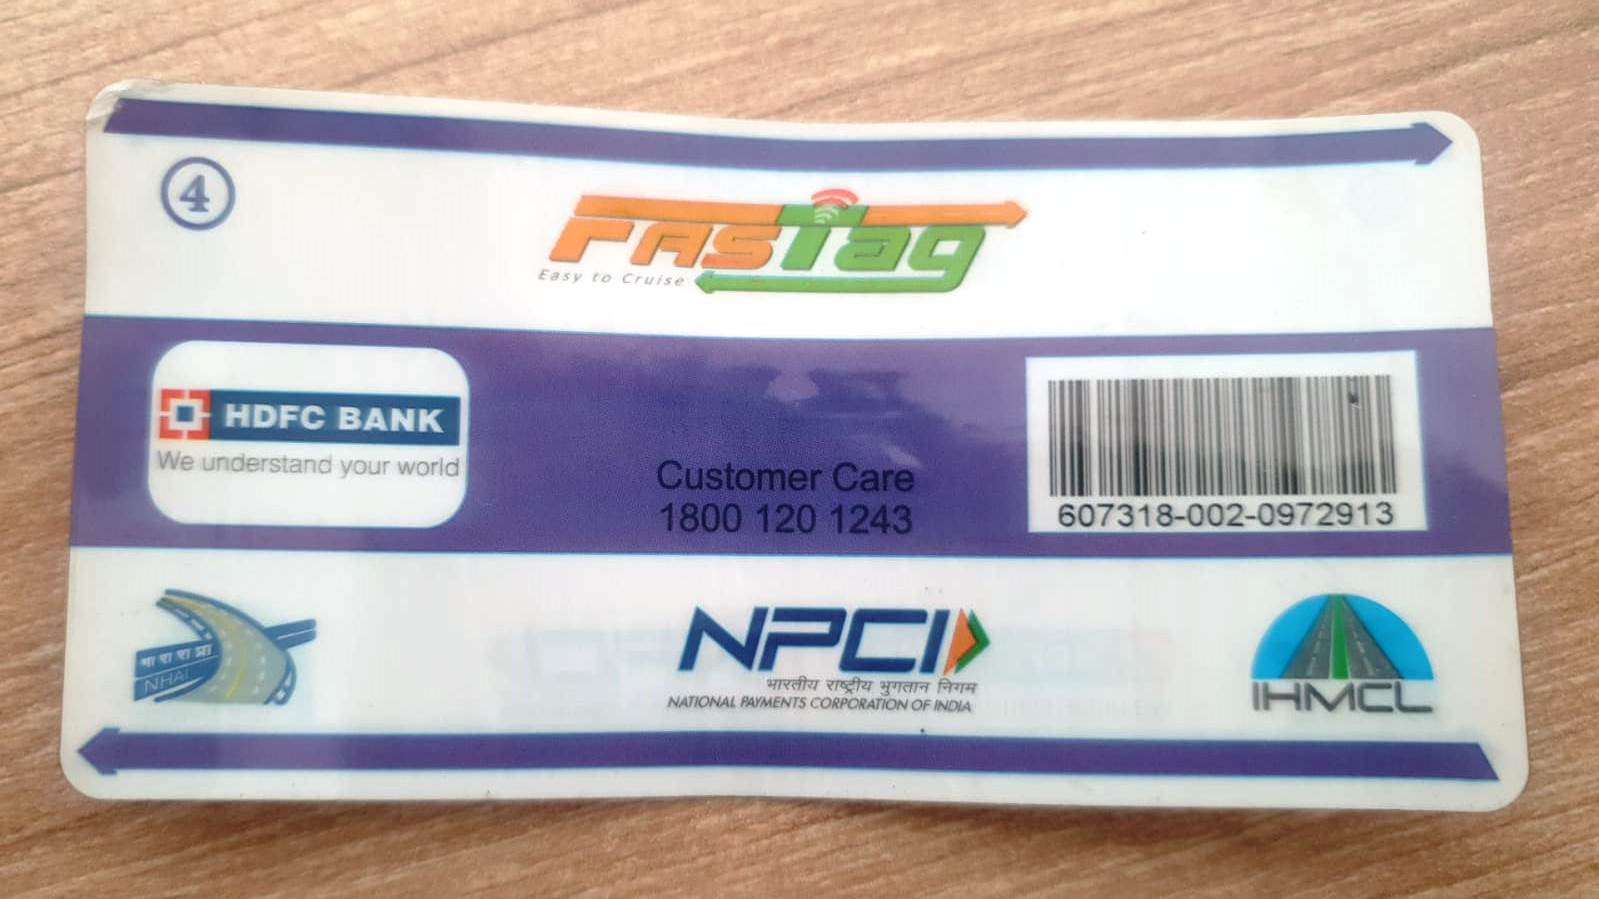 4
FASTag
Easy to Cruise
HDFC BANK
We understand your world
Customer Care
1800 120 1243
607318-002-0972913
भा रा रा प्रा
NHAI
NPCI
भारतीय राष्ट्रीय भुगतान निगम
NATIONAL PAYMENTS CORPORATION OF INDIA
IHMCL